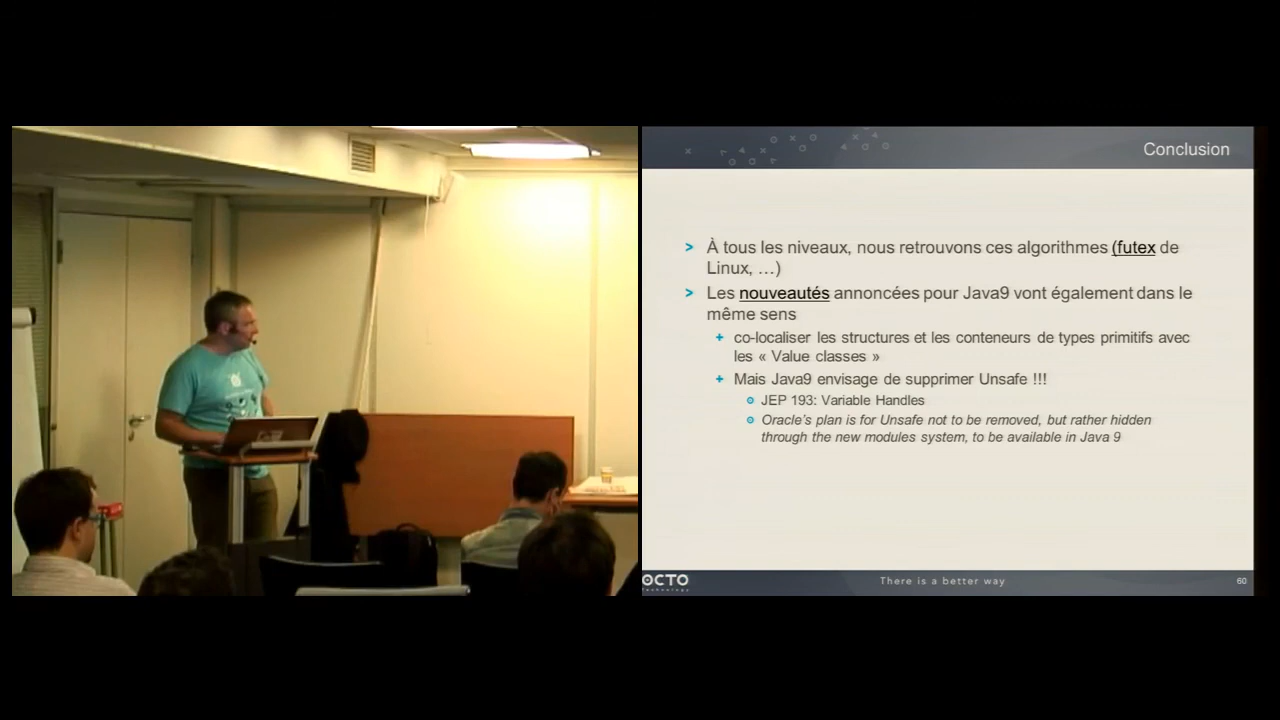 Conclusion
> À tous les niveaux, nous retrouvons ces algorithmes (futex de
Linux, …)
> Les nouveautés annoncées pour Java9 vont également dans le
même sens
+ co-localiser les structures et les conteneurs de types primitifs avec
les « Value classes »
+ Mais Java9 envisage de supprimer Unsafe !!!
JEP 193: Variable Handles
Oracle's plan is for Unsafe not to be removed, but rather hidden
through the new modules system, to be available in Java 9
OCTO
Technology
There is a better way
60